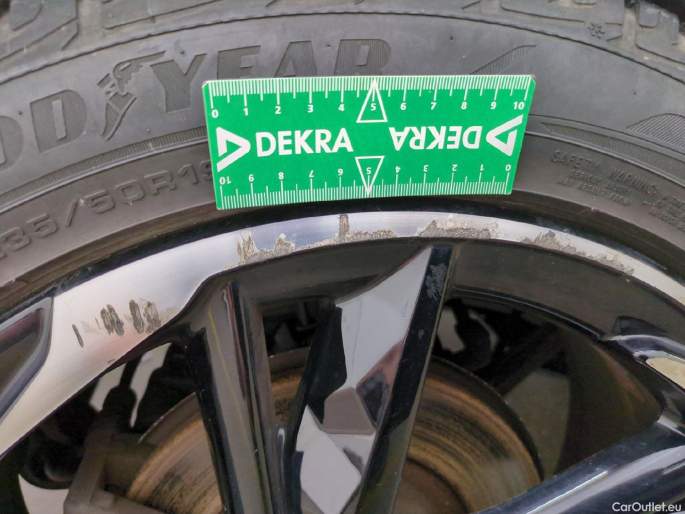 GOODYEAR
0 1 2 3 4 5 6 7 8 9 10
DEKRA DEKRA
10 9 8 7 6 5 4 3 2 1 0
235/50R19
SAFETY WARNING
CarOutlet.eu